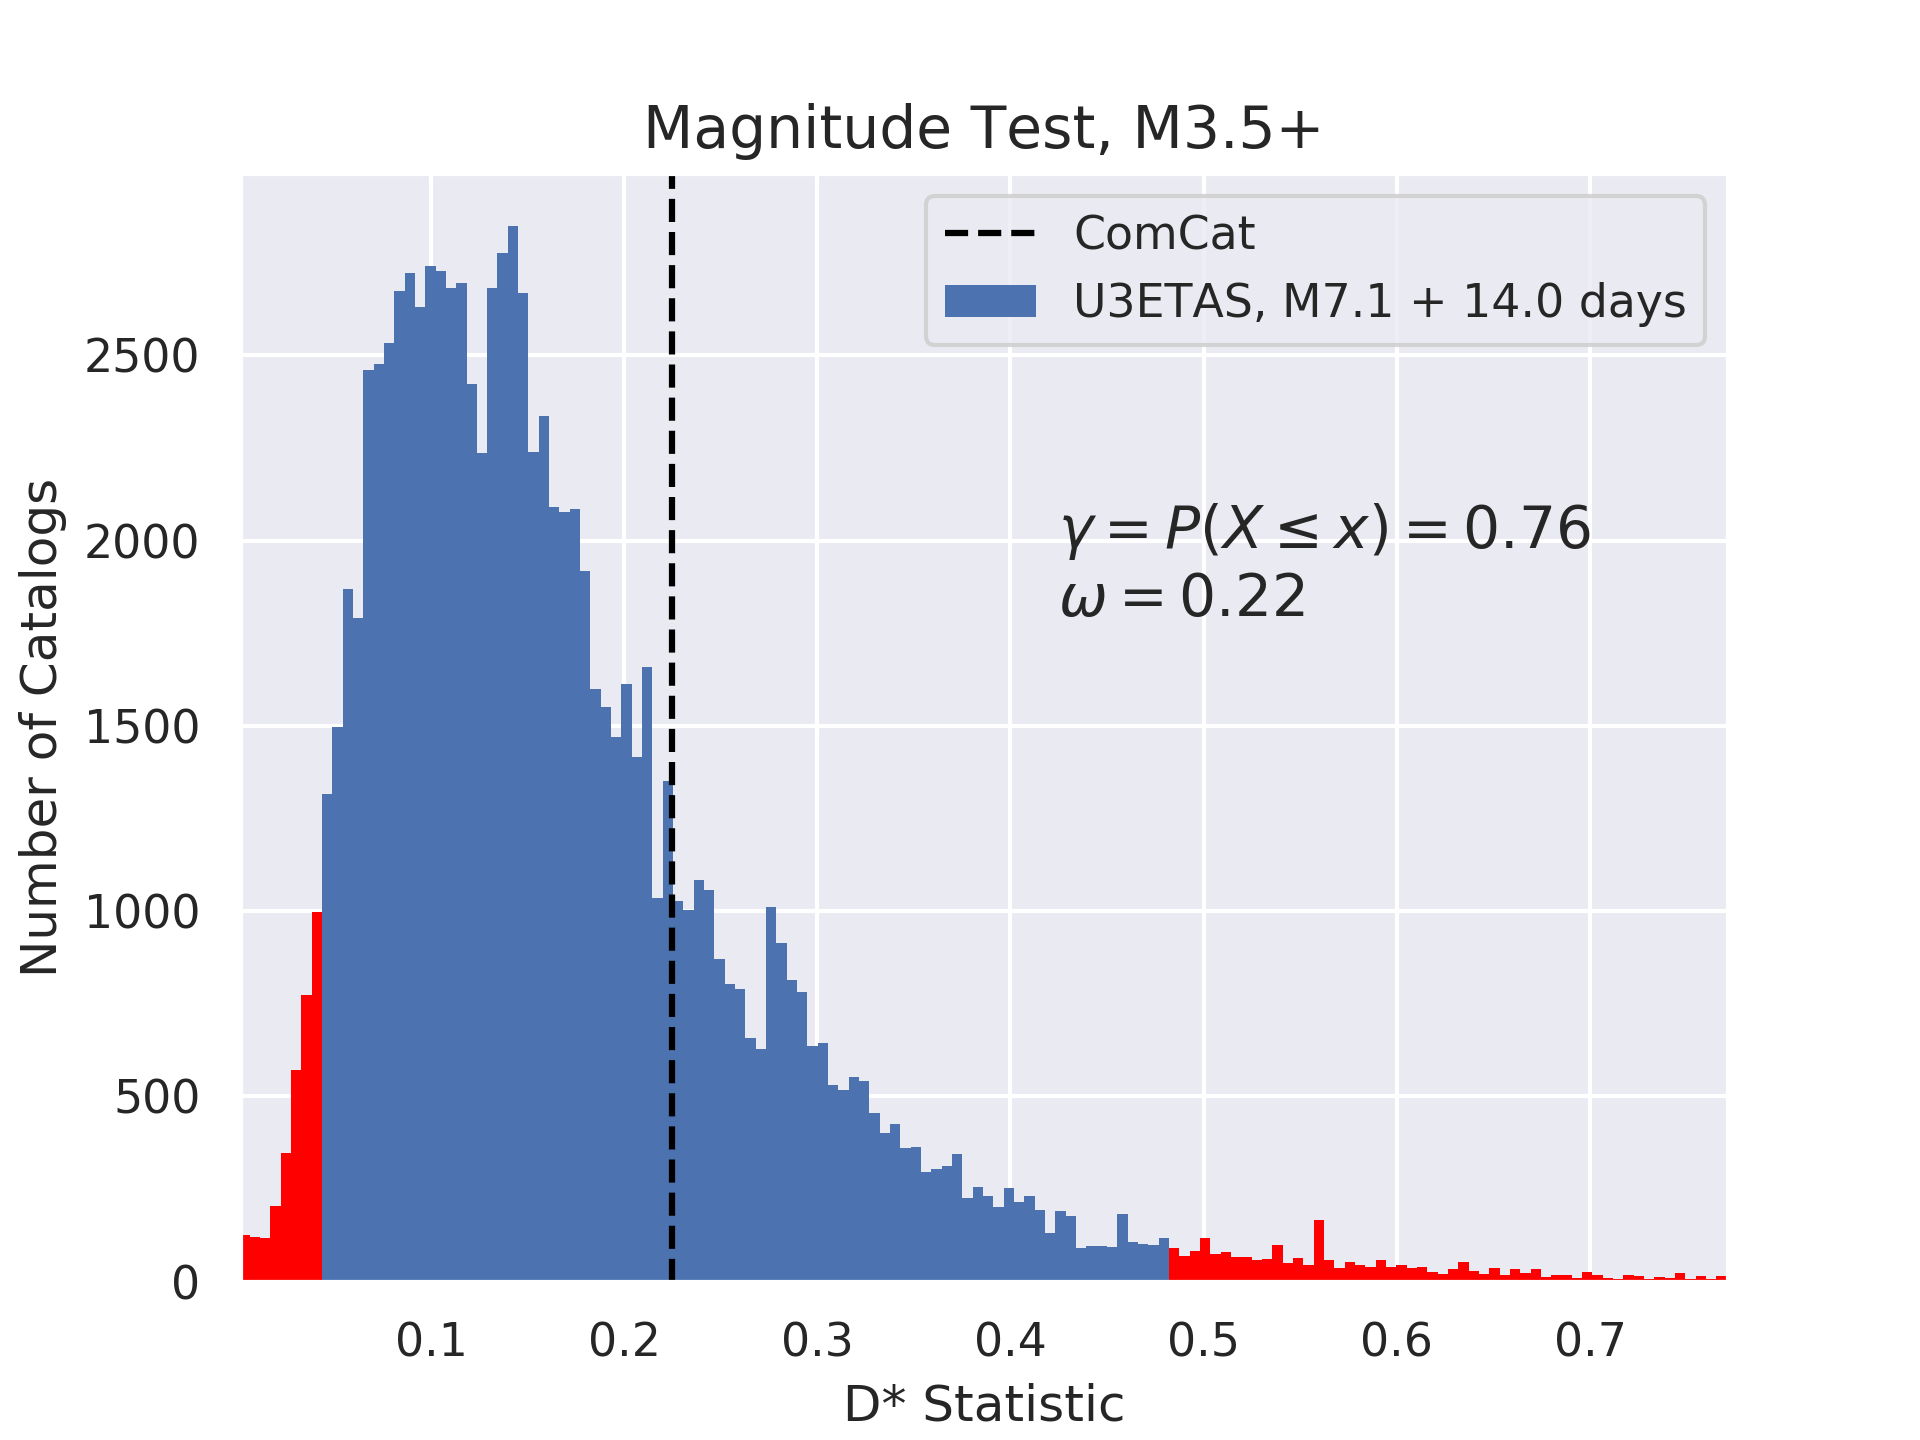 Magnitude Test, M3.5+
ComCat
U3ETAS, M7.1 + 14.0 days
γ = P(X ≤ x) = 0.76
ω = 0.22
Number of Catalogs
2500
2000
1500
1000
500
0
0.1 0.2 0.3 0.4 0.5 0.6 0.7
D* Statistic